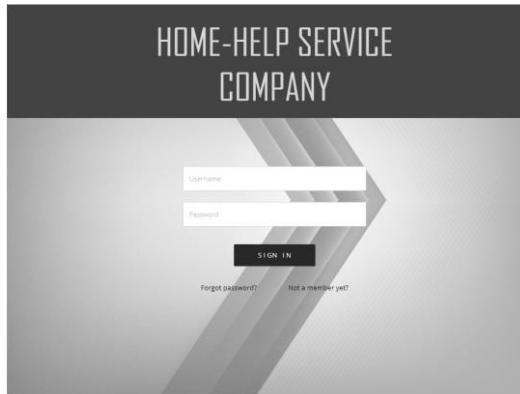 HOME-HELP SERVICE
COMPANY
Username
Password
SIGN IN
Forgot password? Not a member yet?